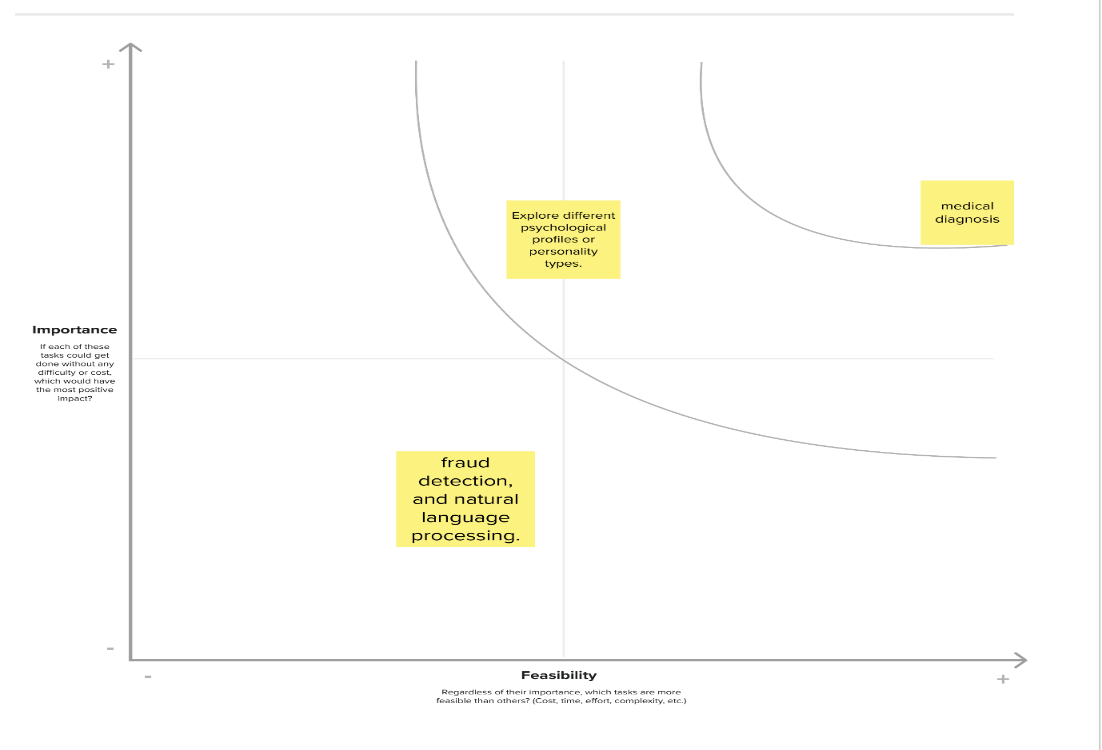 +
Explore different
psychological
profiles or
personality
types.
medical
diagnosis
Importance
If each of these
tasks could get
done without any
difficulty or cost,
which would have
the most positive
impact?
fraud
detection,
and natural
language
processing.
-
-
Feasibility
+
Regardless of their importance, which tasks are more
feasible than others? (Cost, time, effort, complexity, etc.)